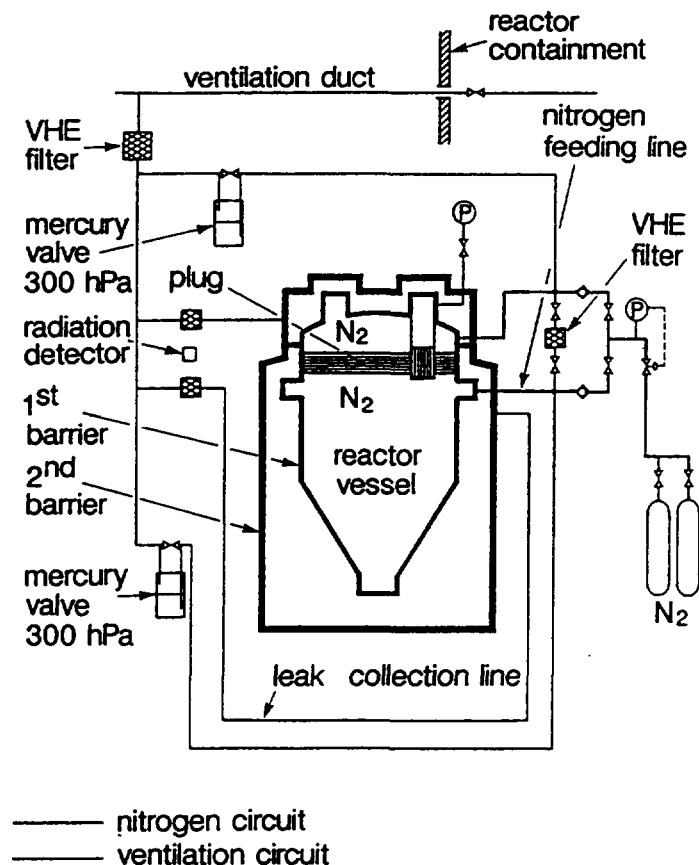 reactor
containment
ventilation duct
nitrogen
feeding line
VHE
filter
P
VHE
filter
mercury
valve
300 hPa
plug
P
radiation
detector
N2
N2
1st
barrier
reactor
vessel
2nd
barrier
mercury
valve
300 hPa
N2
leak collection line
nitrogen circuit
ventilation circuit